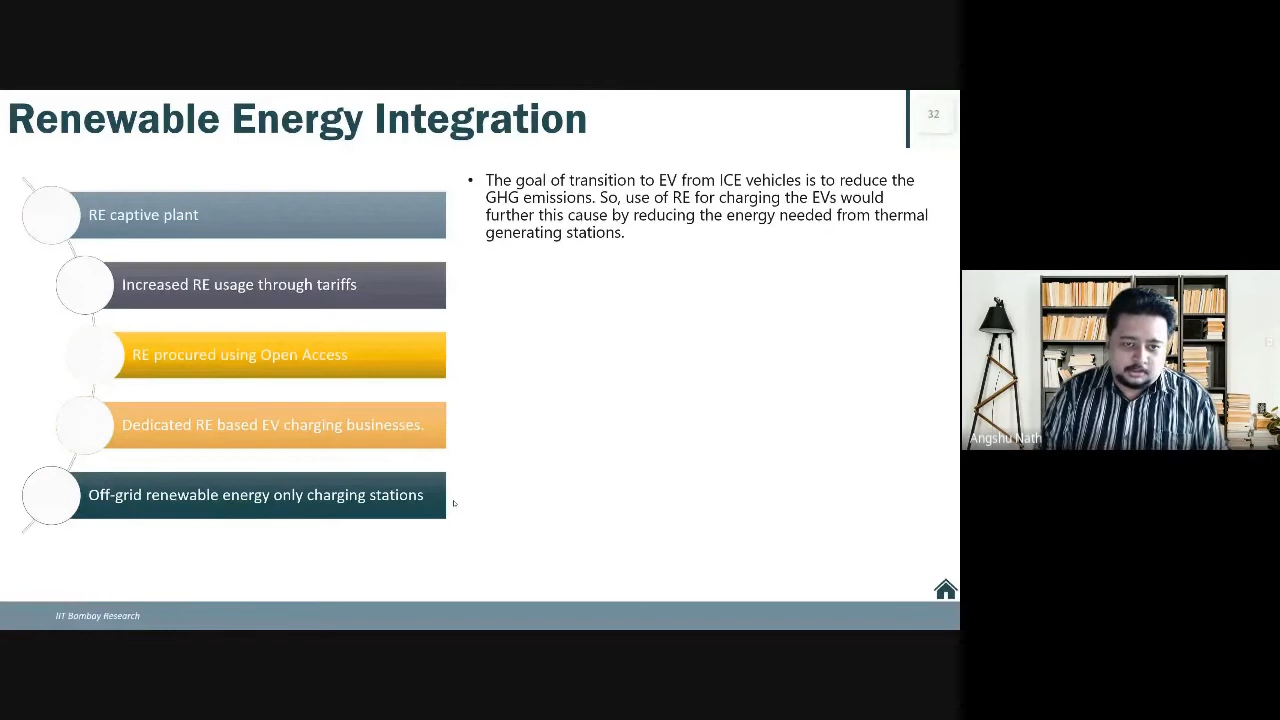 Renewable Energy Integration
32
RE captive plant
Increased RE usage through tariffs
RE procured using Open Access
Dedicated RE based EV charging businesses.
Off-grid renewable energy only charging stations
• The goal of transition to EV from ICE vehicles is to reduce the
GHG emissions. So, use of RE for charging the EVs would
further this cause by reducing the energy needed from thermal
generating stations.
Angshu Nath
IIT Bombay Research